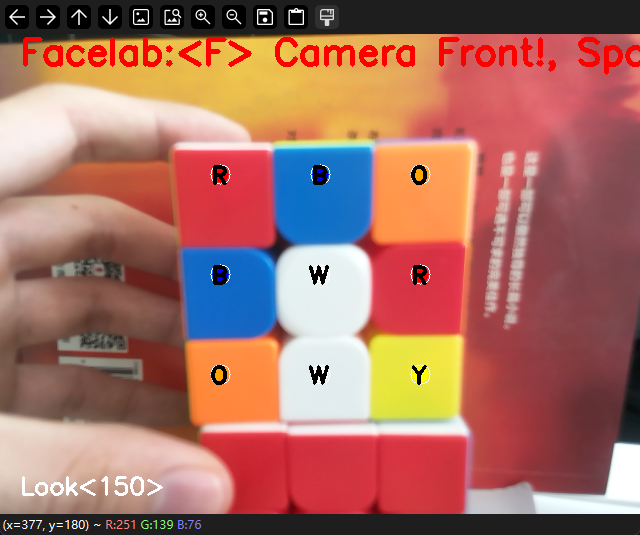 Facelab:<F> Camera Front!, Spa
R B O
B W R
O W Y
Look<150>
(x=377, y=180) ~ R:251 G:139 B:76